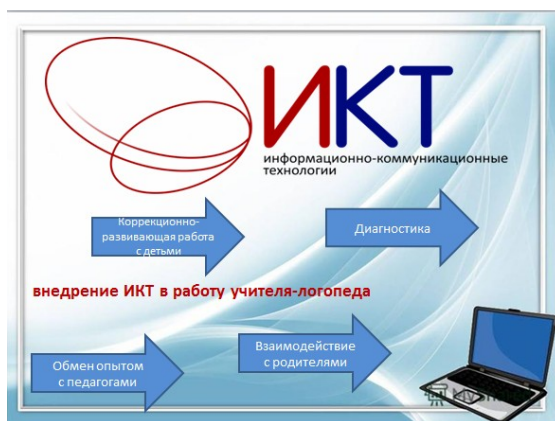 ИКТ
информационно-коммуникационные
технологии
Коррекционно-
развивающая работа
с детьми
Диагностика
внедрение ИКТ в работу учителя-логопеда
Взаимодействие
с родителями
Обмен опытом
с педагогами